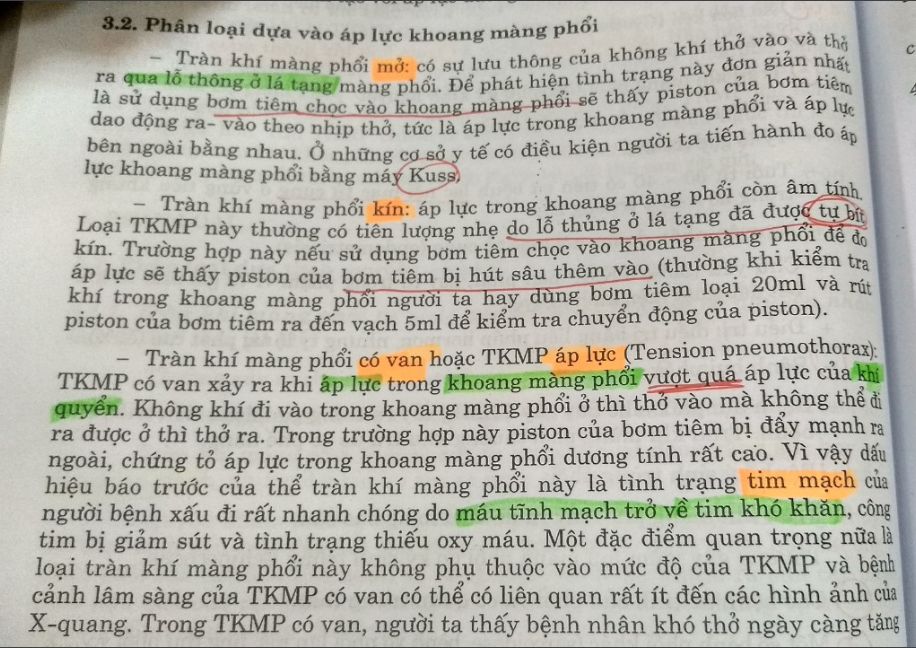 3.2. Phân loại dựa vào áp lực khoang màng phổi
– Tràn khí màng phổi mở: có sự lưu thông của không khí thở vào và thở
ra qua lỗ thông ở lá tạng màng phổi. Để phát hiện tình trạng này đơn giản nhất
là sử dụng bơm tiêm chọc vào khoang màng phổi sẽ thấy piston của bơm tiêm
dao động ra- vào theo nhịp thở, tức là áp lực trong khoang màng phổi và áp lực
bên ngoài bằng nhau. Ở những cơ sở y tế có điều kiện người ta tiến hành đo áp
lực khoang màng phổi bằng máy Kuss.
– Tràn khí màng phổi kín: áp lực trong khoang màng phổi còn âm tính.
Loại TKMP này thường có tiên lượng nhẹ do lỗ thủng ở lá tạng đã được tự bít
kín. Trường hợp này nếu sử dụng bơm tiêm chọc vào khoang màng phổi để đo
áp lực sẽ thấy piston của bơm tiêm bị hút sâu thêm vào (thường khi kiểm tra
khí trong khoang màng phổi người ta hay dùng bơm tiêm loại 20ml và rút
piston của bơm tiêm ra đến vạch 5ml để kiểm tra chuyển động của piston).
– Tràn khí màng phổi có van hoặc TKMP áp lực (Tension pneumothorax):
TKMP có van xảy ra khi áp lực trong khoang màng phổi vượt quá áp lực của khí
quyển. Không khí đi vào trong khoang màng phổi ở thì thở vào mà không thể đi
ra được ở thì thở ra. Trong trường hợp này piston của bơm tiêm bị đẩy mạnh ra
ngoài, chứng tỏ áp lực trong khoang màng phổi dương tính rất cao. Vì vậy dấu
hiệu báo trước của thể tràn khí màng phổi này là tình trạng tim mạch của
người bệnh xấu đi rất nhanh chóng do máu tĩnh mạch trở về tim khó khăn, công
tim bị giảm sút và tình trạng thiếu oxy máu. Một đặc điểm quan trọng nữa là
loại tràn khí màng phổi này không phụ thuộc vào mức độ của TKMP và bệnh
cảnh lâm sàng của TKMP có van có thể có liên quan rất ít đến các hình ảnh của
X-quang. Trong TKMP có van, người ta thấy bệnh nhân khó thở ngày càng tăng